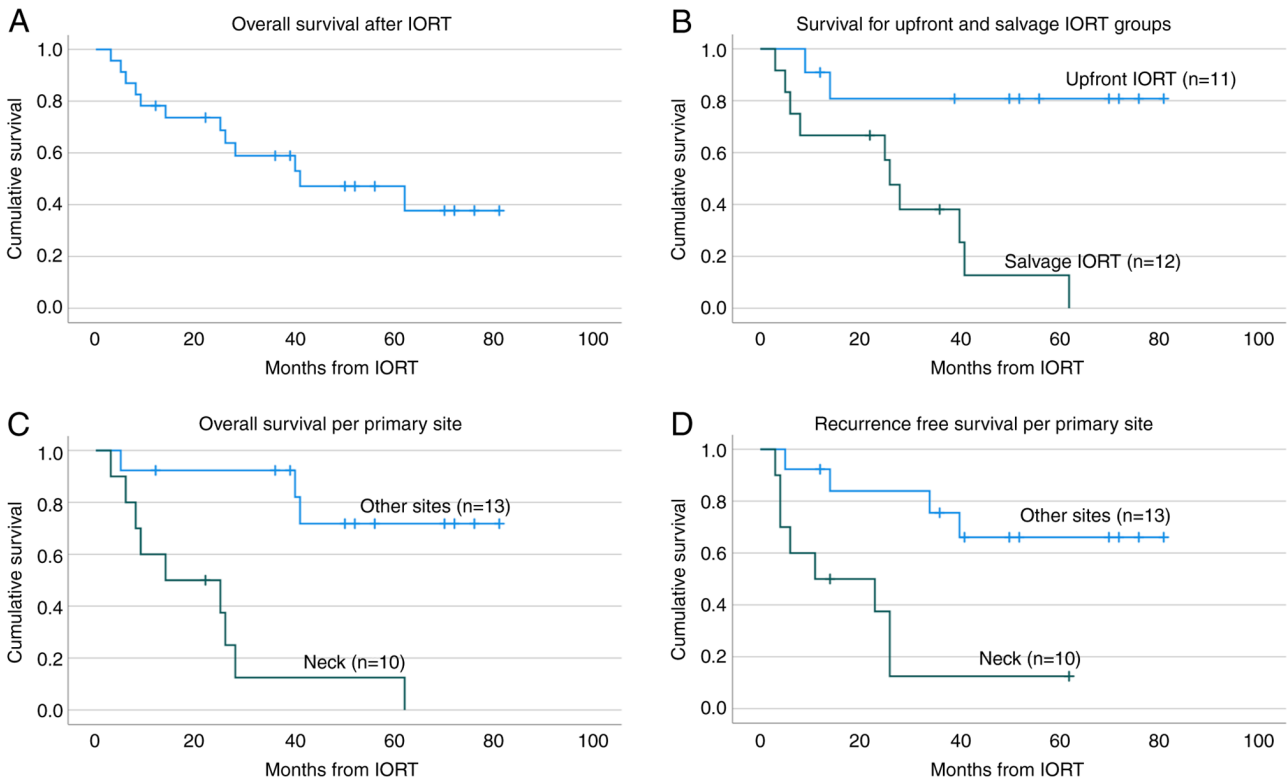 A
Overall survival after IORT
1.0
0.8
0.6
0.4
0.2
0.0
Cumulative survival
0 20 40 60 80 100
Months from IORT
B
Survival for upfront and salvage IORT groups
1.0
0.8
0.6
0.4
0.2
0.0
Cumulative survival
Upfront IORT (n=11)
Salvage IORT (n=12)
0 20 40 60 80 100
Months from IORT
C
Overall survival per primary site
1.0
0.8
0.6
0.4
0.2
0.0
Cumulative survival
Other sites (n=13)
Neck (n=10)
0 20 40 60 80 100
Months from IORT
D
Recurrence free survival per primary site
1.0
0.8
0.6
0.4
0.2
0.0
Cumulative survival
Other sites (n=13)
Neck (n=10)
0 20 40 60 80 100
Months from IORT